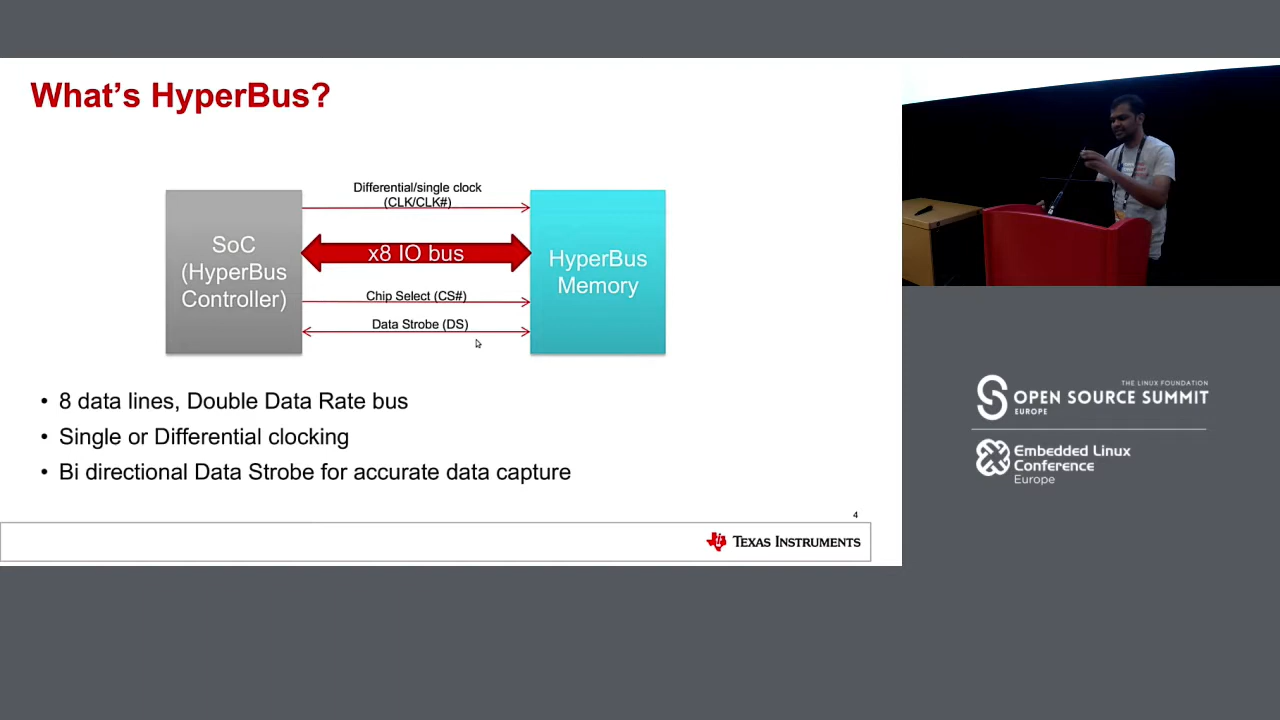 What's HyperBus?
Differential/single clock
(CLK/CLK#)
SoC
(HyperBus
Controller)
x8 IO bus
HyperBus
Memory
Chip Select (CS#)
Data Strobe (DS)
• 8 data lines, Double Data Rate bus
• Single or Differential clocking
• Bi directional Data Strobe for accurate data capture
4
TEXAS INSTRUMENTS
THE LINUX FOUNDATION
OPEN SOURCE SUMMIT
EUROPE
Embedded Linux
Conference
Europe